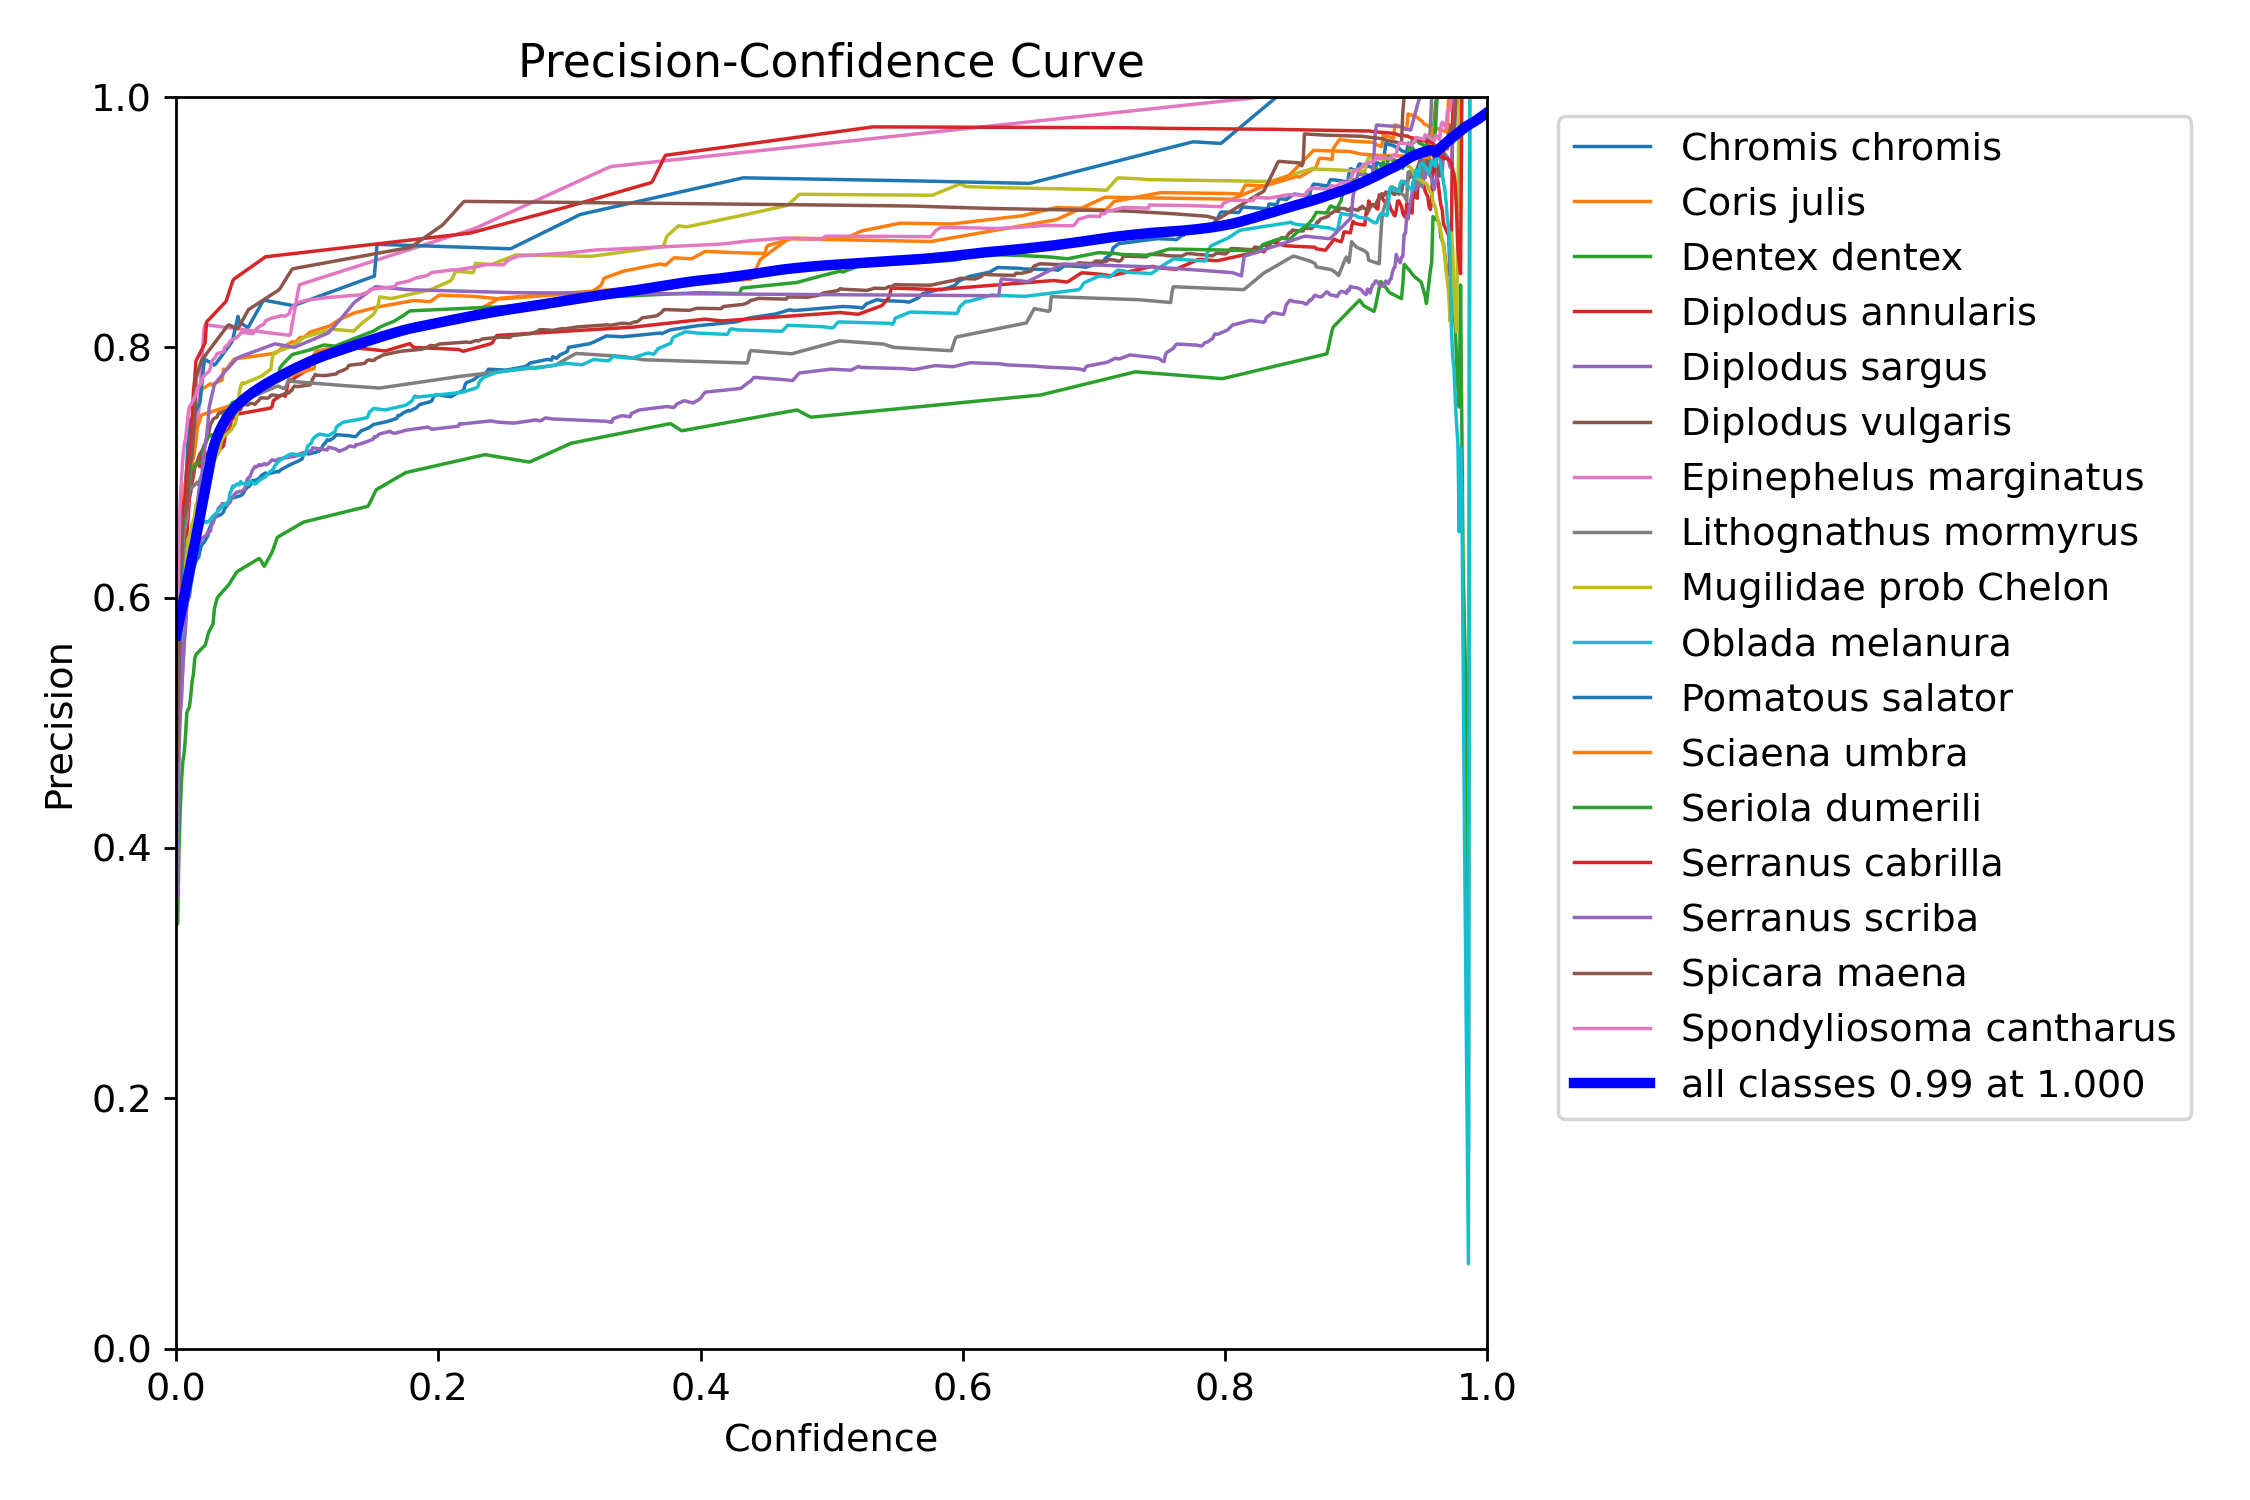 Precision-Confidence Curve
1.0
0.8
0.6
0.4
0.2
0.0
Precision
0.0 0.2 0.4 0.6 0.8 1.0
Confidence
Chromis chromis
Coris julis
Dentex dentex
Diplodus annularis
Diplodus sargus
Diplodus vulgaris
Epinephelus marginatus
Lithognathus mormyrus
Mugilidae prob Chelon
Oblada melanura
Pomatous salator
Sciaena umbra
Seriola dumerili
Serranus cabrilla
Serranus scriba
Spicara maena
Spondyliosoma cantharus
all classes 0.99 at 1.000